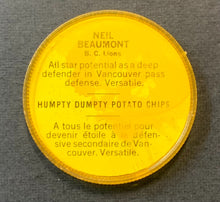 NEIL
BEAUMONT
B. C. Lions
All star potential as a deep
defender in Vancouver pass
defense. Versatile.
HUMPTY DUMPTY POTATO CHIPS
A tous le potentiel pour
devenir étoile à la défen-
sive secondaire de Van-
couver. Versatile.